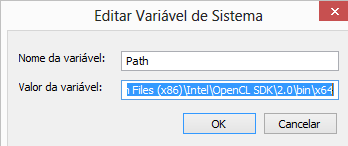 Editar Variável de Sistema
Nome da variável: Path
Valor da variável: Files (x86)\Intel\OpenCL SDK\2.0\bin\x64
OK Cancelar